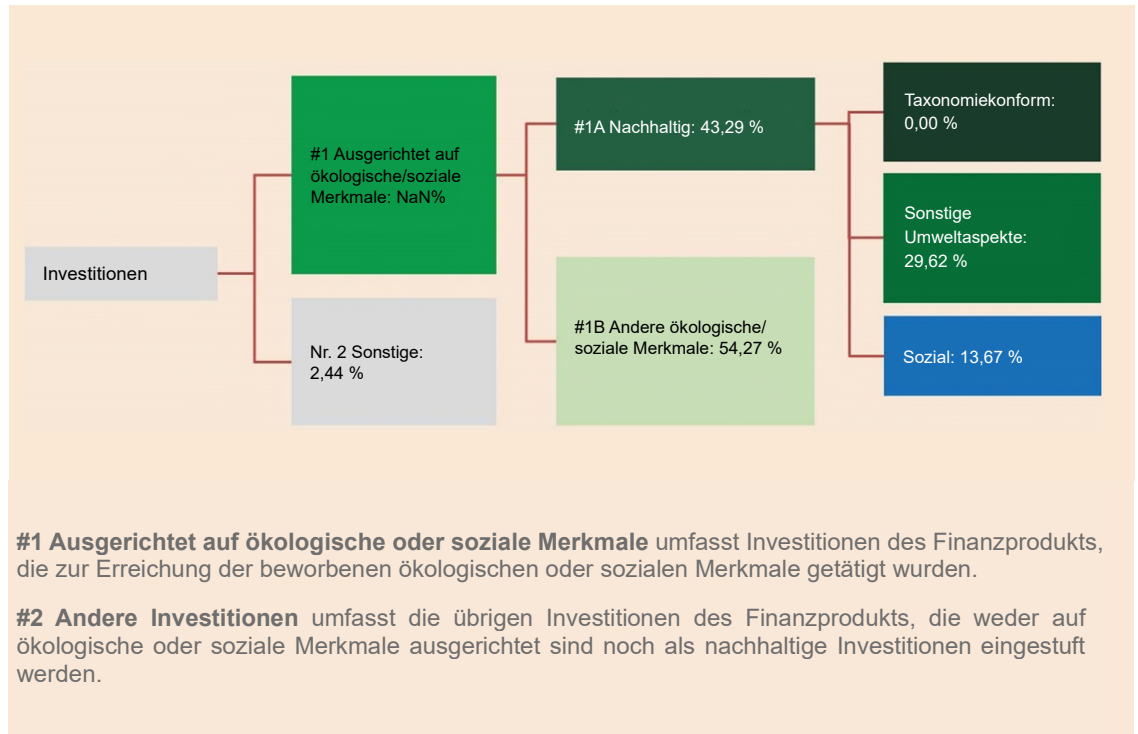 Investitionen
#1 Ausgerichtet auf
ökologische/soziale
Merkmale: NaN%
Nr. 2 Sonstige:
2,44 %
#1A Nachhaltig: 43,29 %
#1B Andere ökologische/
soziale Merkmale: 54,27 %
Taxonomiekonform:
0,00 %
Sonstige
Umweltaspekte:
29,62 %
Sozial: 13,67 %
#1 Ausgerichtet auf ökologische oder soziale Merkmale umfasst Investitionen des Finanzprodukts,
die zur Erreichung der beworbenen ökologischen oder sozialen Merkmale getätigt wurden.
#2 Andere Investitionen umfasst die übrigen Investitionen des Finanzprodukts, die weder auf
ökologische oder soziale Merkmale ausgerichtet sind noch als nachhaltige Investitionen eingestuft
werden.